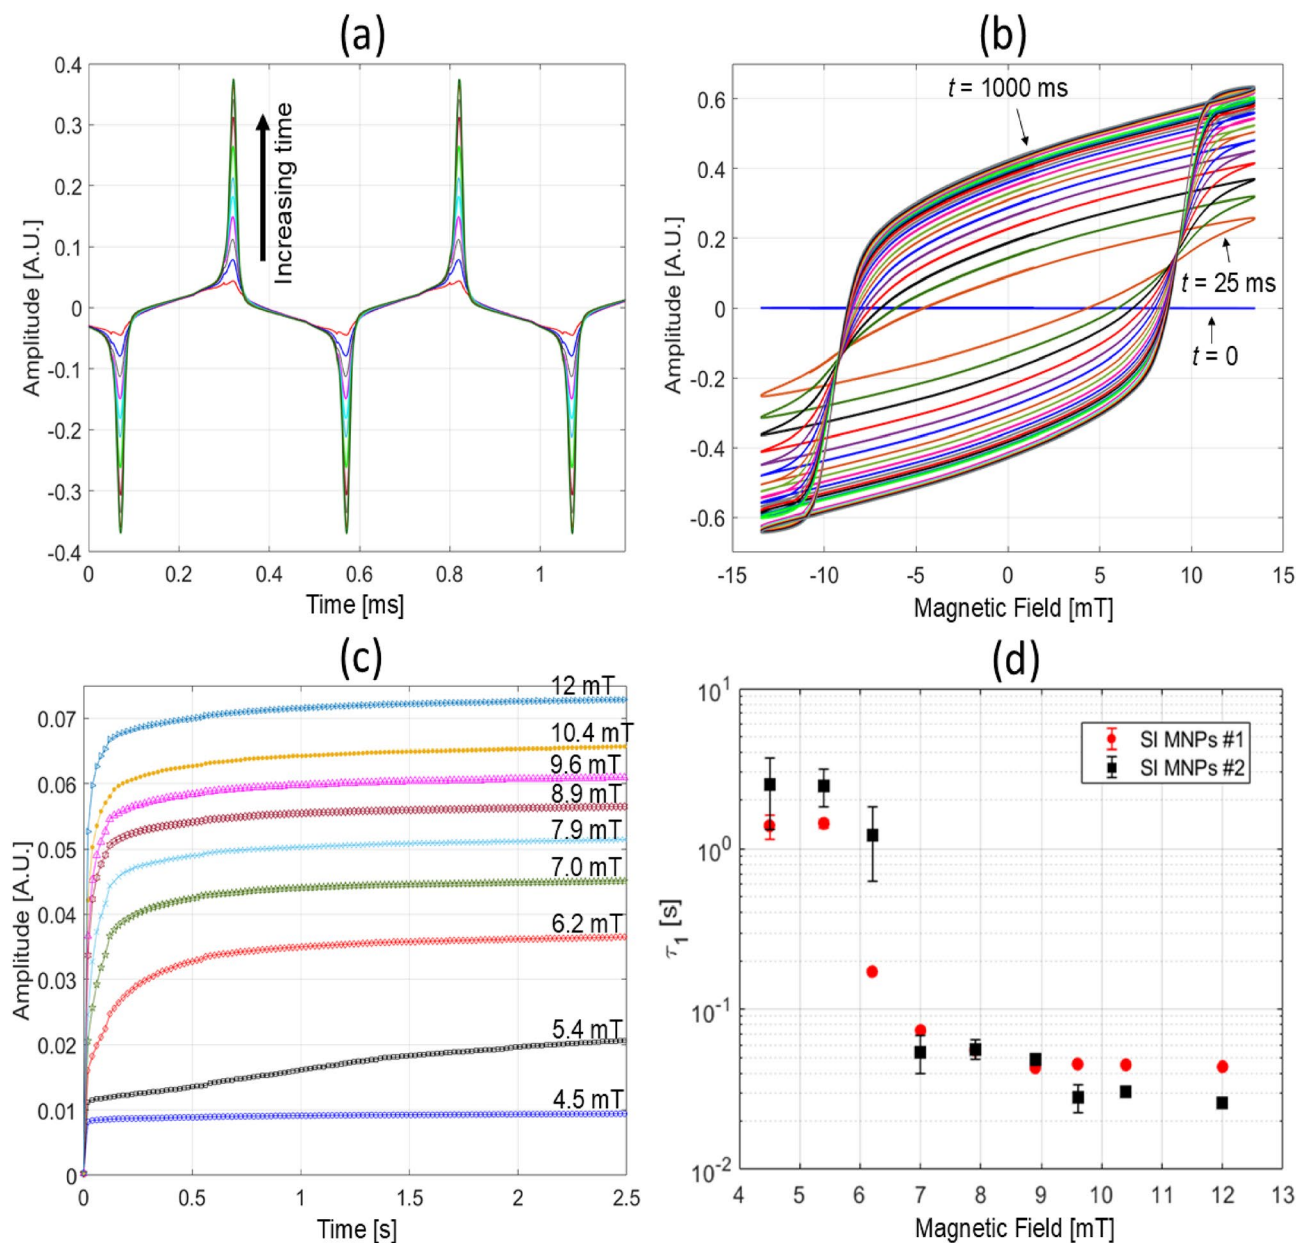 (a)
0.4
0.3
0.2
0.1
0
-0.1
-0.2
-0.3
-0.4
Amplitude [A.U.]
Increasing time
0 0.2 0.4 0.6 0.8 1
Time [ms]
(b)
0.6
0.4
0.2
0
-0.2
-0.4
-0.6
Amplitude [A.U.]
t = 1000 ms
t = 25 ms
t = 0
-15 -10 -5 0 5 10 15
Magnetic Field [mT]
(c)
0.07
0.06
0.05
0.04
0.03
0.02
0.01
0
Amplitude [A.U.]
12 mT
10.4 mT
9.6 mT
8.9 mT
7.9 mT
7.0 mT
6.2 mT
5.4 mT
4.5 mT
0 0.5 1 1.5 2 2.5
Time [s]
(d)
10¹
10⁰
10⁻¹
10⁻²
τ₁ [s]
SI MNPs #1
SI MNPs #2
4 5 6 7 8 9 10 11 12 13
Magnetic Field [mT]